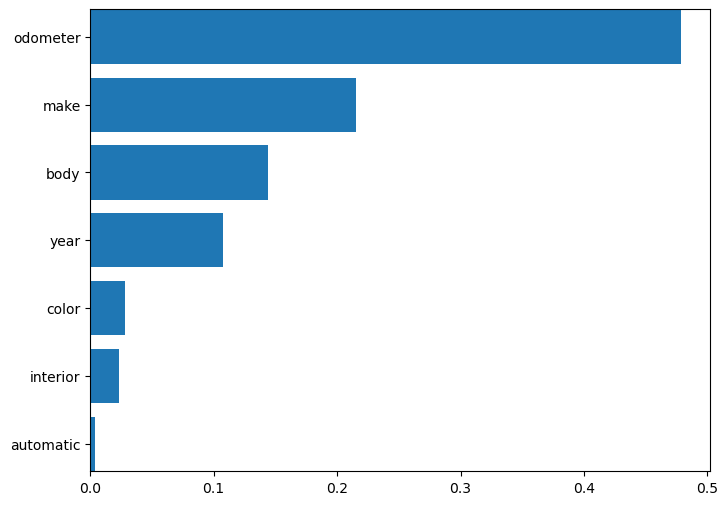 odometer
make
body
year
color
interior
automatic
0.0 0.1 0.2 0.3 0.4 0.5